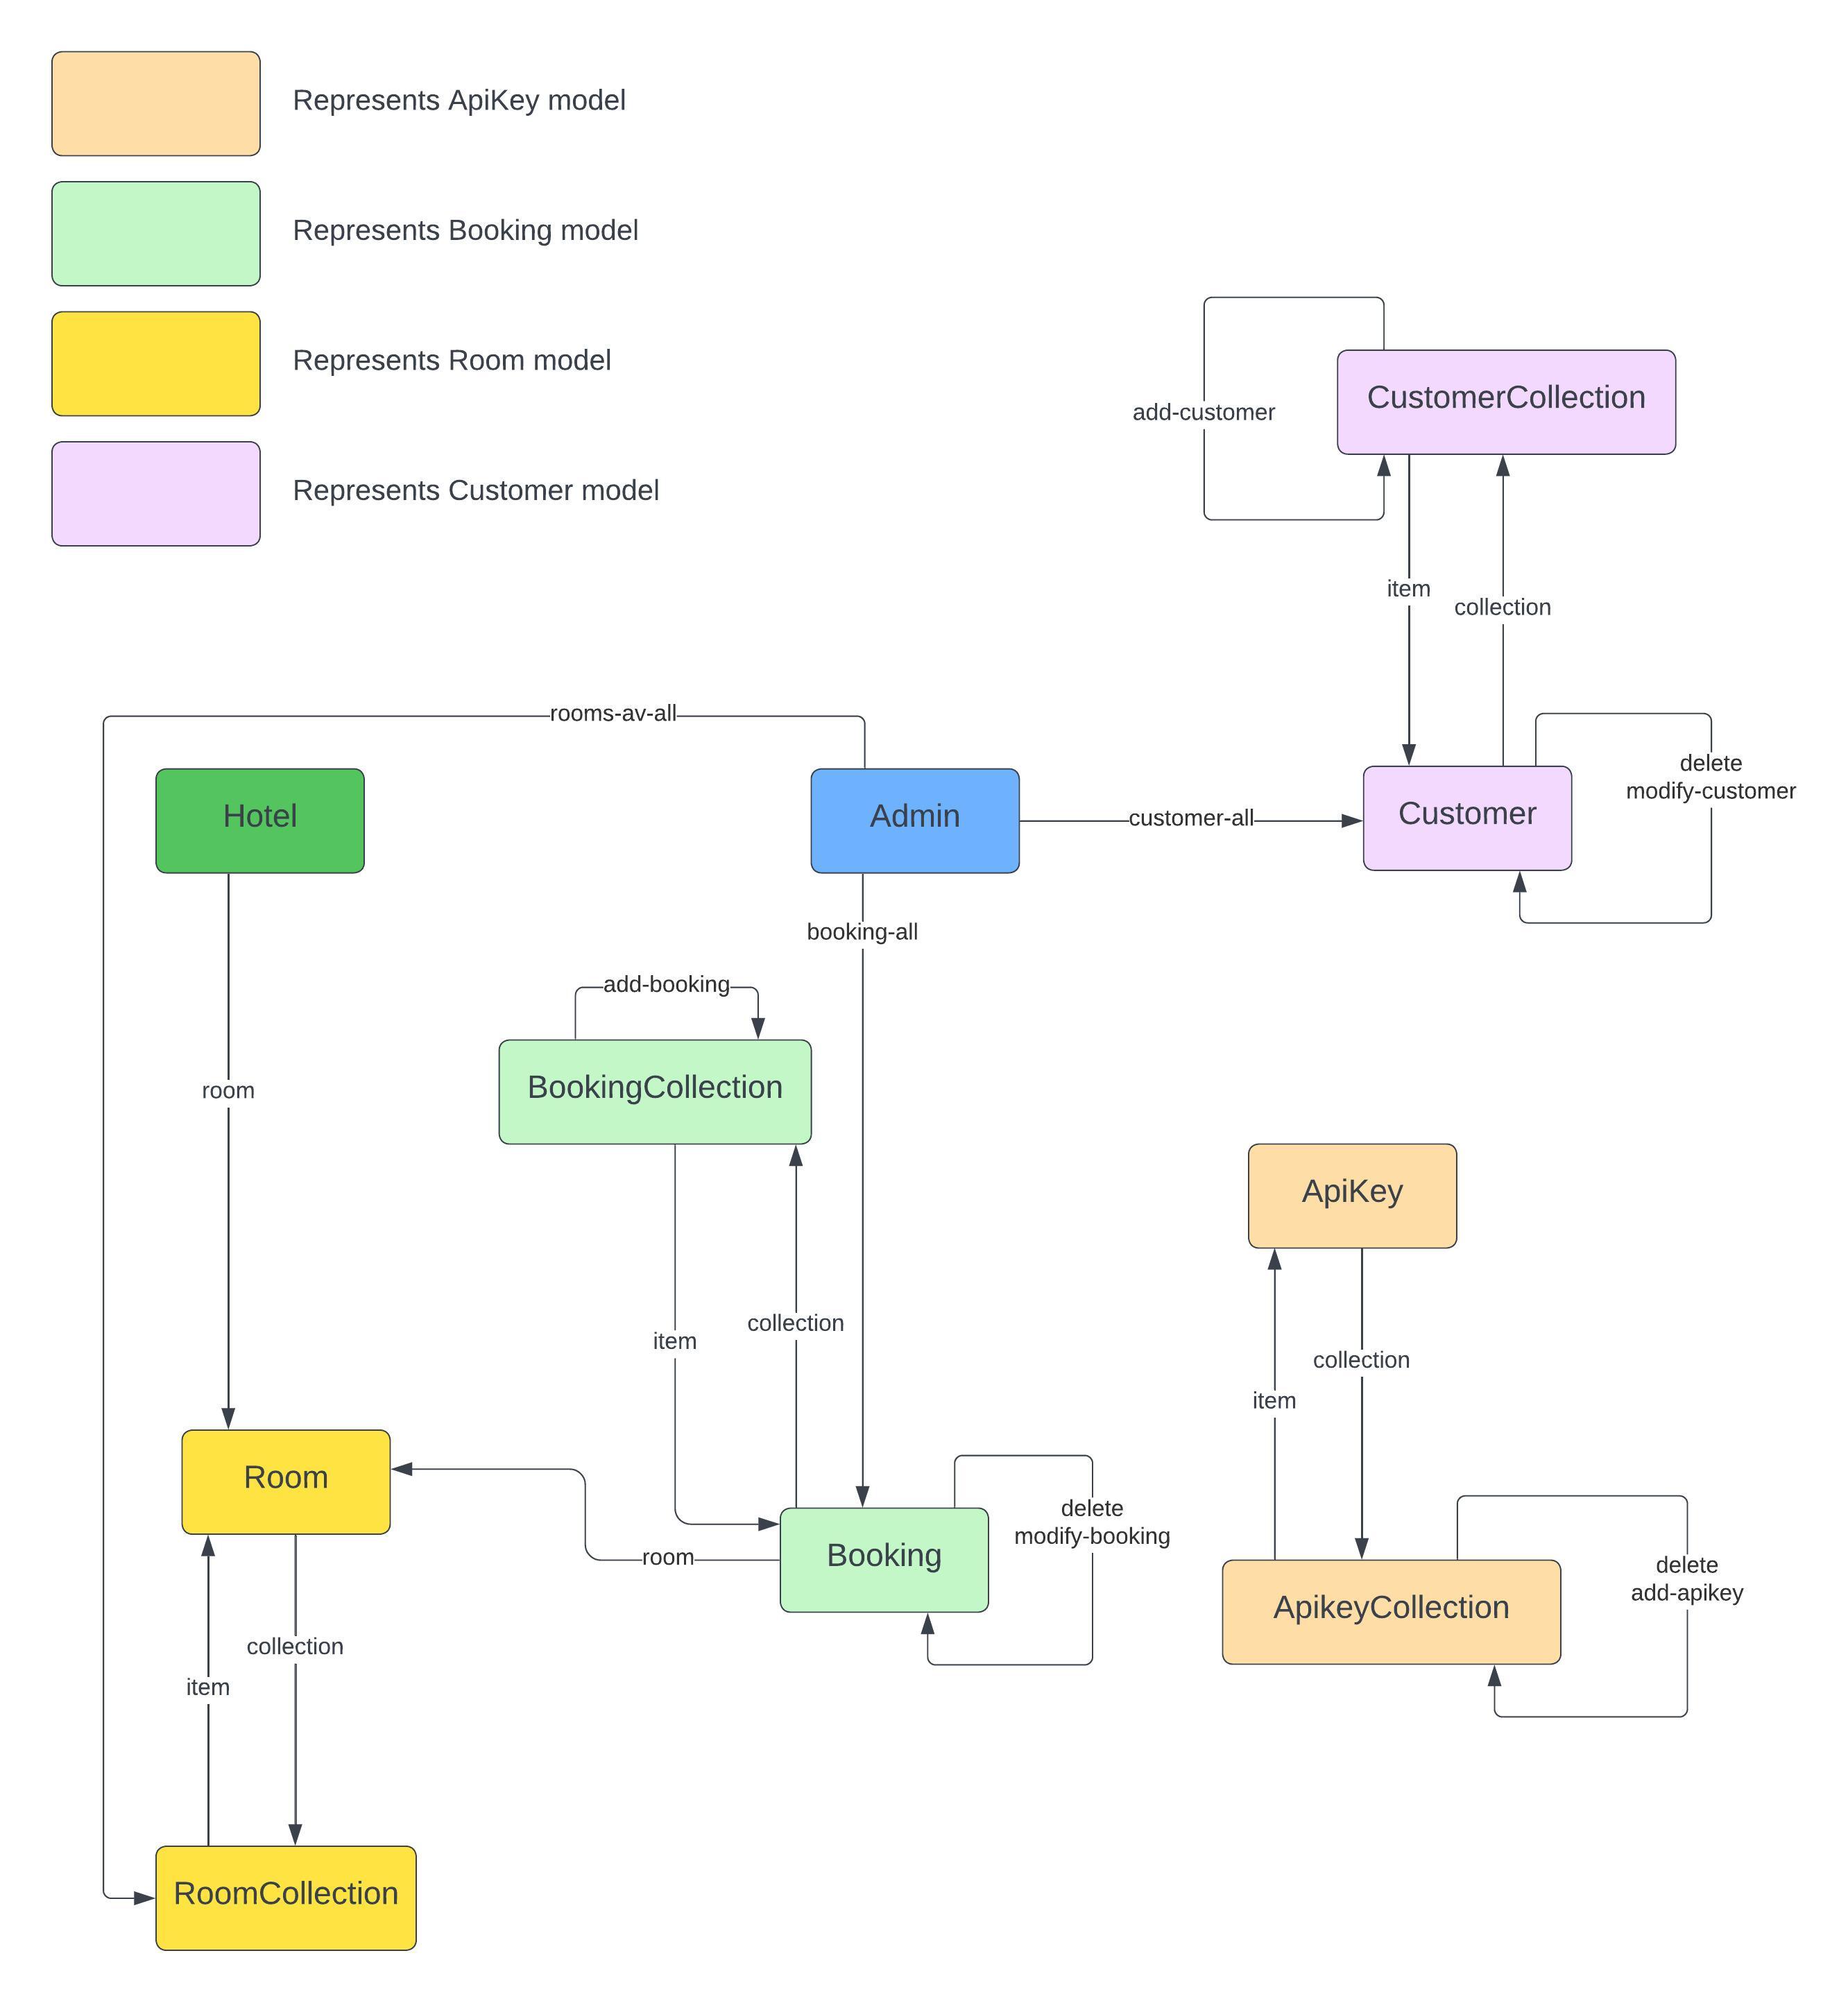 Represents ApiKey model
Represents Booking model
Represents Room model
Represents Customer model
CustomerCollection
add-customer
item
collection
rooms-av-all
Hotel
Admin
customer-all
Customer
delete
modify-customer
booking-all
add-booking
BookingCollection
room
ApiKey
item
collection
collection
item
Room
delete
modify-booking
Booking
room
delete
add-apikey
ApikeyCollection
collection
item
RoomCollection